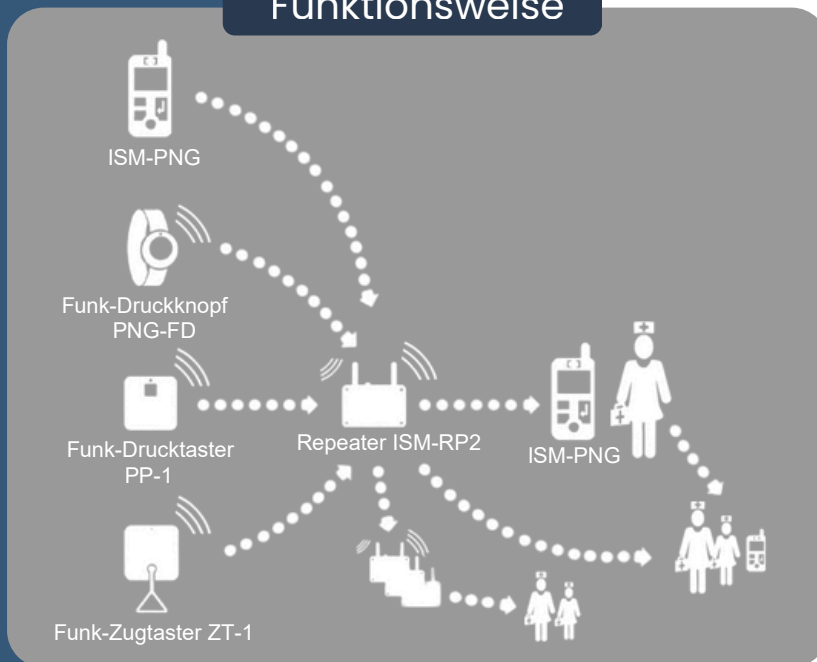 Funktionsweise
ISM-PNG
Funk-Druckknopf
PNG-FD
Funk-Drucktaster
PP-1
Funk-Zugtaster ZT-1
Repeater ISM-RP2
ISM-PNG